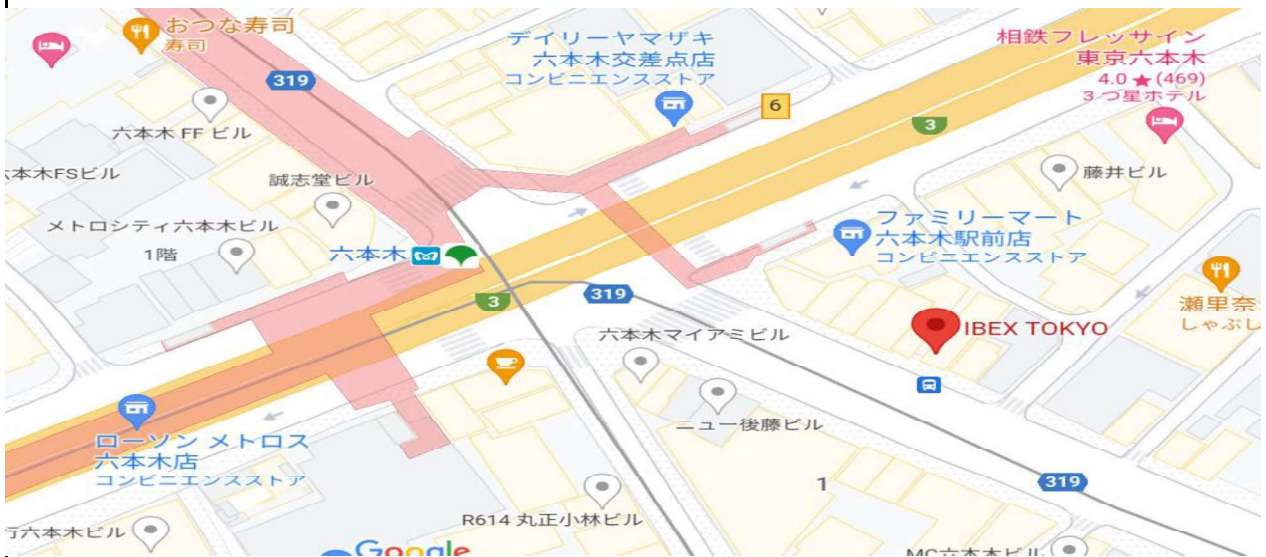 おつな寿司
寿司
デイリーヤマザキ
六本木交差点店
コンビニエンスストア
相鉄フレッサイン
東京六本木
4.0 ★ (469)
3 つ星ホテル
319
6
3
六本木 FF ビル
本木FSビル
誠志堂ビル
藤井ビル
メトロシティ六本木ビル
1階
六本木
ファミリーマート
六本木駅前店
コンビニエンスストア
3
319
瀬里奈
しゃぶし
IBEX TOKYO
六本木マイアミビル
ニュー後藤ビル
ローソン メトロス
六本木店
コンビニエンスストア
319
1
R614 丸正小林ビル
行六本木ビル
Google
MC六本木ビル